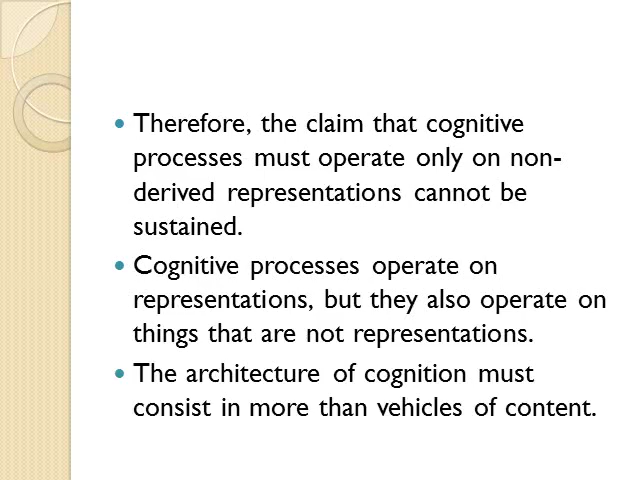 • Therefore, the claim that cognitive
processes must operate only on non-
derived representations cannot be
sustained.
• Cognitive processes operate on
representations, but they also operate on
things that are not representations.
• The architecture of cognition must
consist in more than vehicles of content.